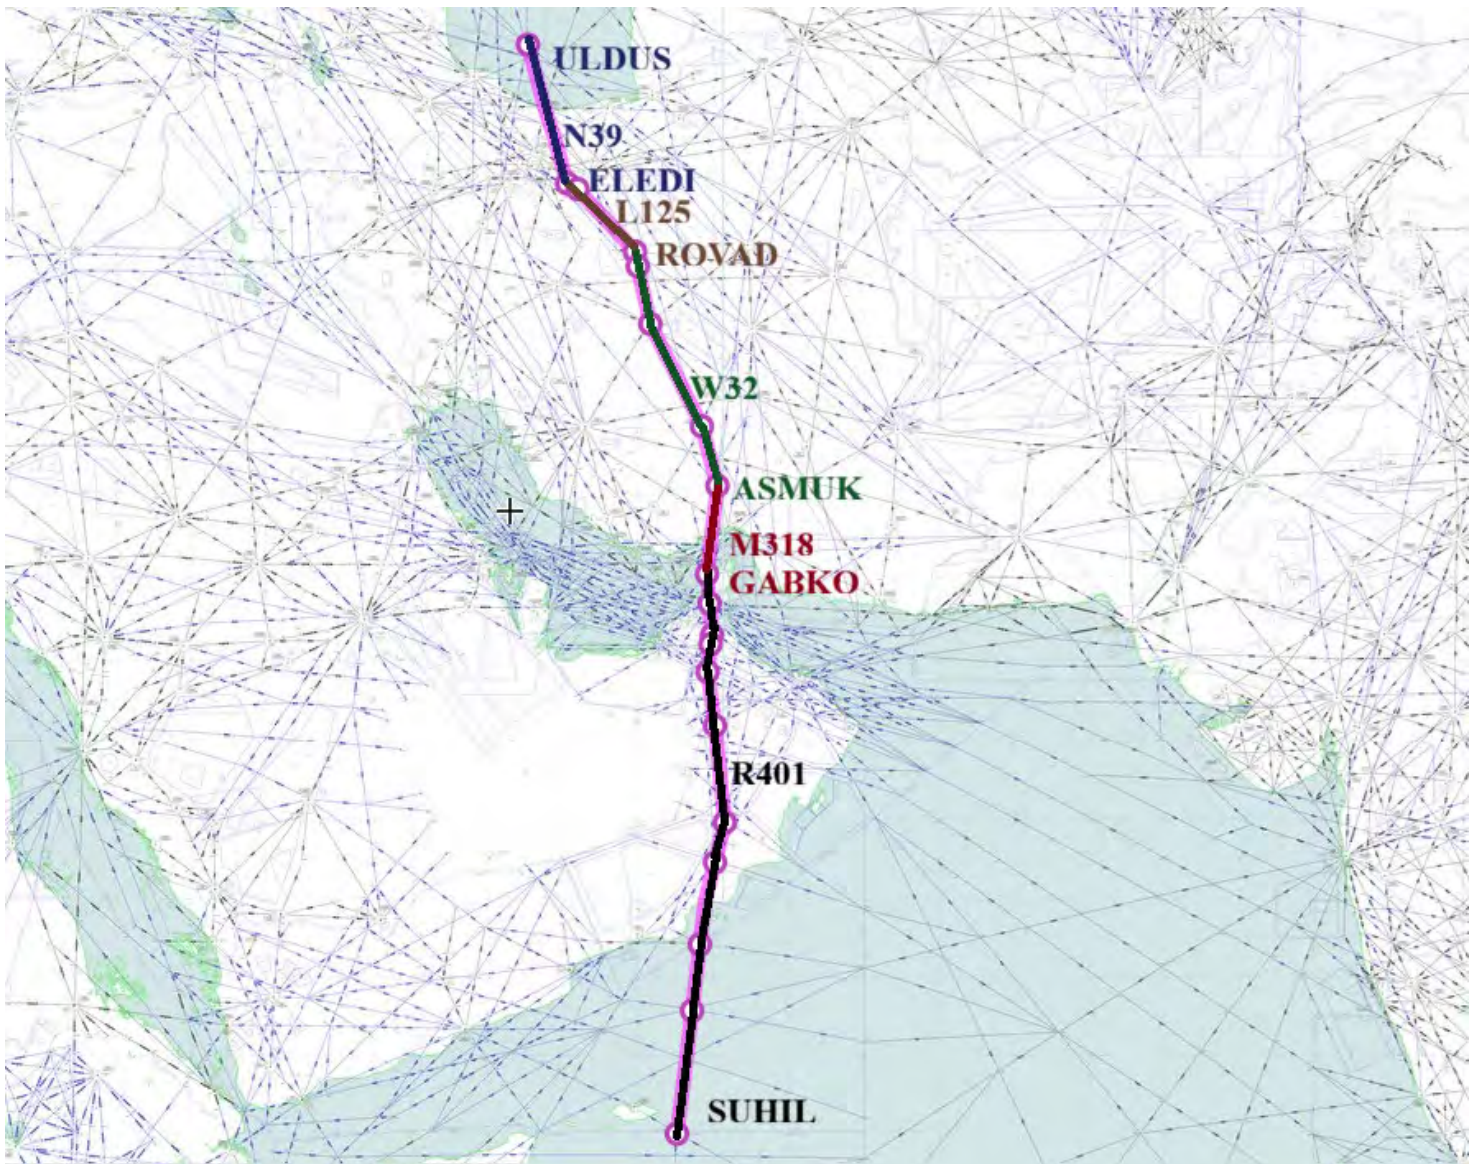 ULDUS
N39
ELEDI
L125
ROVAD
W32
ASMUK
M318
GABKO
R401
SUHIL